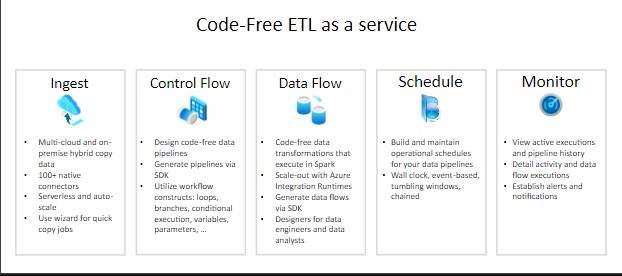 Code-Free ETL as a service
Ingest
• Multi-cloud and on-
premise hybrid copy
data
• 100+ native
connectors
• Serverless and auto-
scale
• Use wizard for quick
copy jobs
Control Flow
• Design code-free data
pipelines
• Generate pipelines via
SDK
• Utilize workflow
constructs: loops,
branches, conditional
execution, variables,
parameters, ...
Data Flow
• Code-free data
transformations that
execute in Spark
• Scale-out with Azure
Integration Runtimes
• Generate data flows
via SDK
• Designers for data
engineers and data
analysts
Schedule
• Build and maintain
operational schedules
for your data pipelines
• Wall clock, event-based,
tumbling windows,
chained
Monitor
• View active executions
and pipeline history
• Detail activity and data
flow executions
• Establish alerts and
notifications